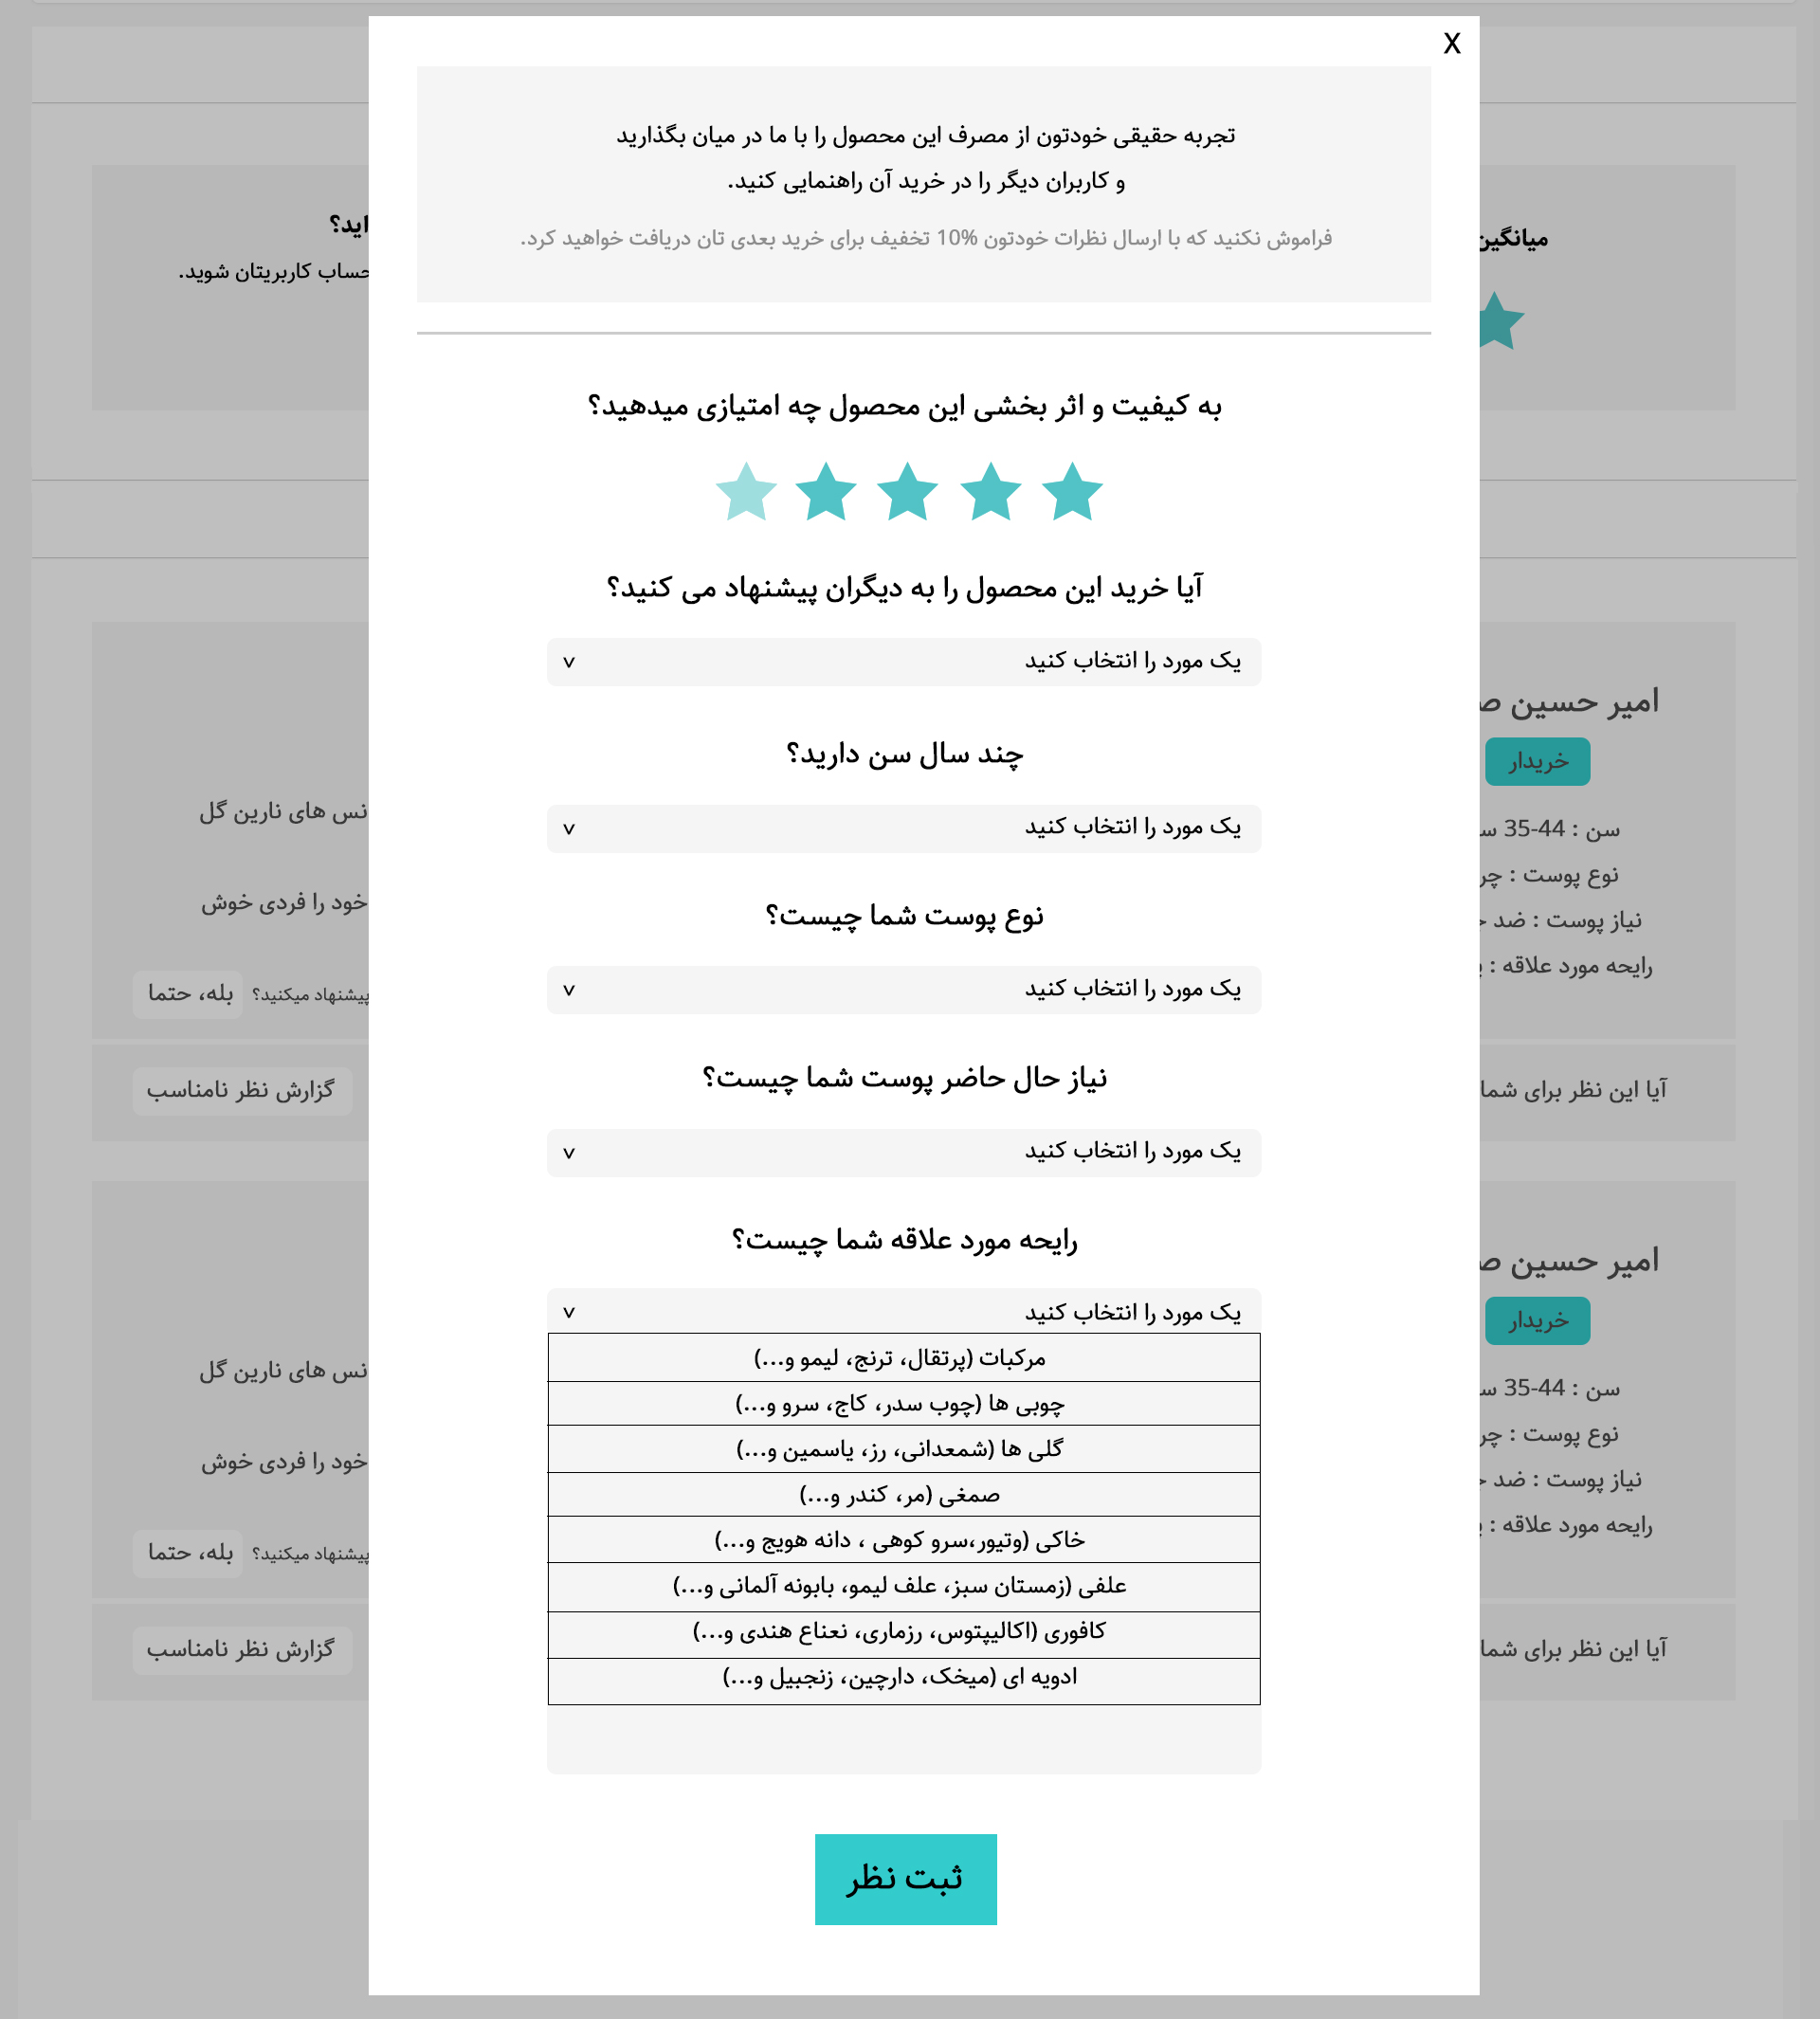 X
تجربه حقیقی خودتون از مصرف این محصول را با ما در میان بگذارید
و کاربران دیگر را در خرید آن راهنمایی کنید.
فراموش نکنید که با ارسال نظرات خودتون 10% تخفیف برای خرید بعدی تان دریافت خواهید کرد.
به کیفیت و اثر بخشی این محصول چه امتیازی میدهید؟
آیا خرید این محصول را به دیگران پیشنهاد می کنید؟
یک مورد را انتخاب کنید
چند سال سن دارید؟
یک مورد را انتخاب کنید
نوع پوست شما چیست؟
یک مورد را انتخاب کنید
نیاز حال حاضر پوست شما چیست؟
یک مورد را انتخاب کنید
رایحه مورد علاقه شما چیست؟
یک مورد را انتخاب کنید
مرکبات (پرتقال، ترنج، لیمو و...)
چوبی ها (چوب سدر، کاج، سرو و...)
گلی ها (شمعدانی، رز، یاسمین و...)
صمغی (مر، کندر و...)
خاکی (وتیور،سرو کوهی ، دانه هویج و...)
علفی (زمستان سبز، علف لیمو، بابونه آلمانی و...)
کافوری (اکالیپتوس، رزماری، نعناع هندی و...)
ادویه ای (میخک، دارچین، زنجبیل و...)
ثبت نظر
میانگین
امیر حسین
خریدار
سن : 35-44
نوع پوست :
نیاز پوست : ضد
رایحه مورد علاقه :
آیا این نظر برای شما
امیر حسین
خریدار
سن : 35-44
نوع پوست :
نیاز پوست : ضد
رایحه مورد علاقه :
آیا این نظر برای شما
حساب کاربریتان شوید.
های نارین گل
خود را فردی خوش
پیشنهاد میکنید؟ بله، حتما
گزارش نظر نامناسب
های نارین گل
خود را فردی خوش
پیشنهاد میکنید؟ بله، حتما
گزارش نظر نامناسب